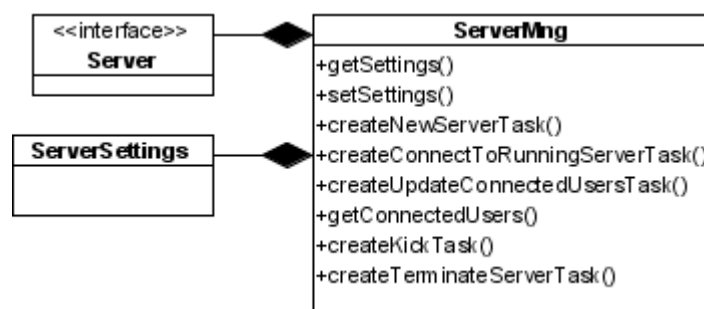 <<interface>>
Server
ServerSettings
ServerMng
+getSettings()
+setSettings()
+createNewServerTask()
+createConnectToRunningServerTask()
+createUpdateConnectedUsersTask()
+getConnectedUsers()
+createKickTask()
+createTerminateServerTask()